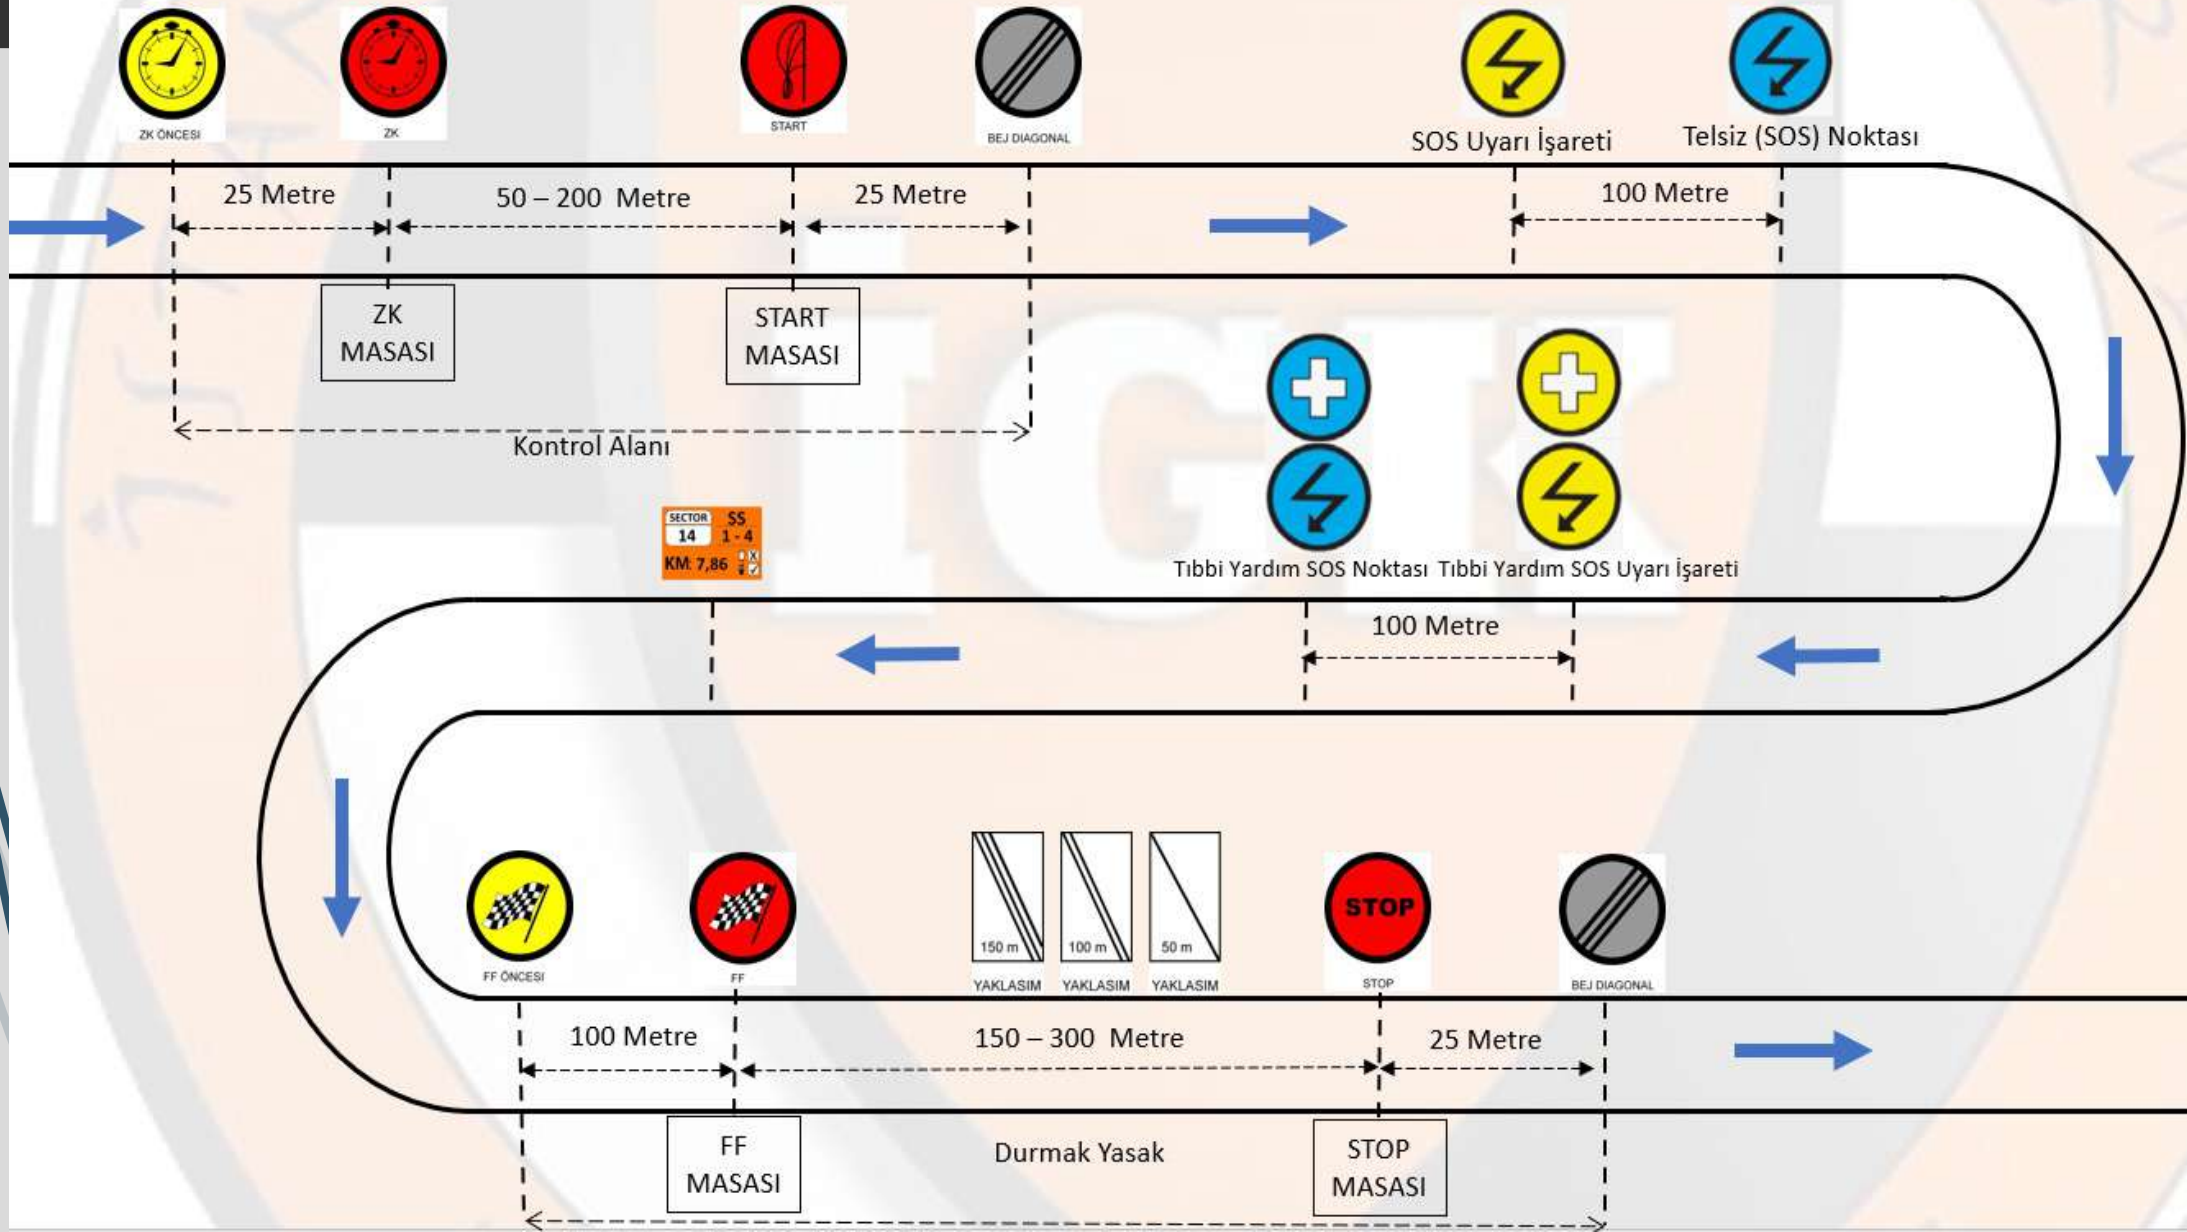 ZK ÖNCESI
ZK
START
BEJ DIAGONAL
SOS Uyarı İşareti
Telsiz (SOS) Noktası
25 Metre
50 – 200 Metre
25 Metre
100 Metre
ZK
MASASI
START
MASASI
Kontrol Alanı
SECTOR SS
14 1 - 4
KM: 7,86
Tıbbi Yardım SOS Noktası
Tıbbi Yardım SOS Uyarı İşareti
100 Metre
IGK
FF ÖNCESI
FF
150 m
YAKLASIM
100 m
YAKLASIM
50 m
YAKLASIM
STOP
STOP
BEJ DIAGONAL
100 Metre
150 – 300 Metre
25 Metre
FF
MASASI
Durmak Yasak
STOP
MASASI